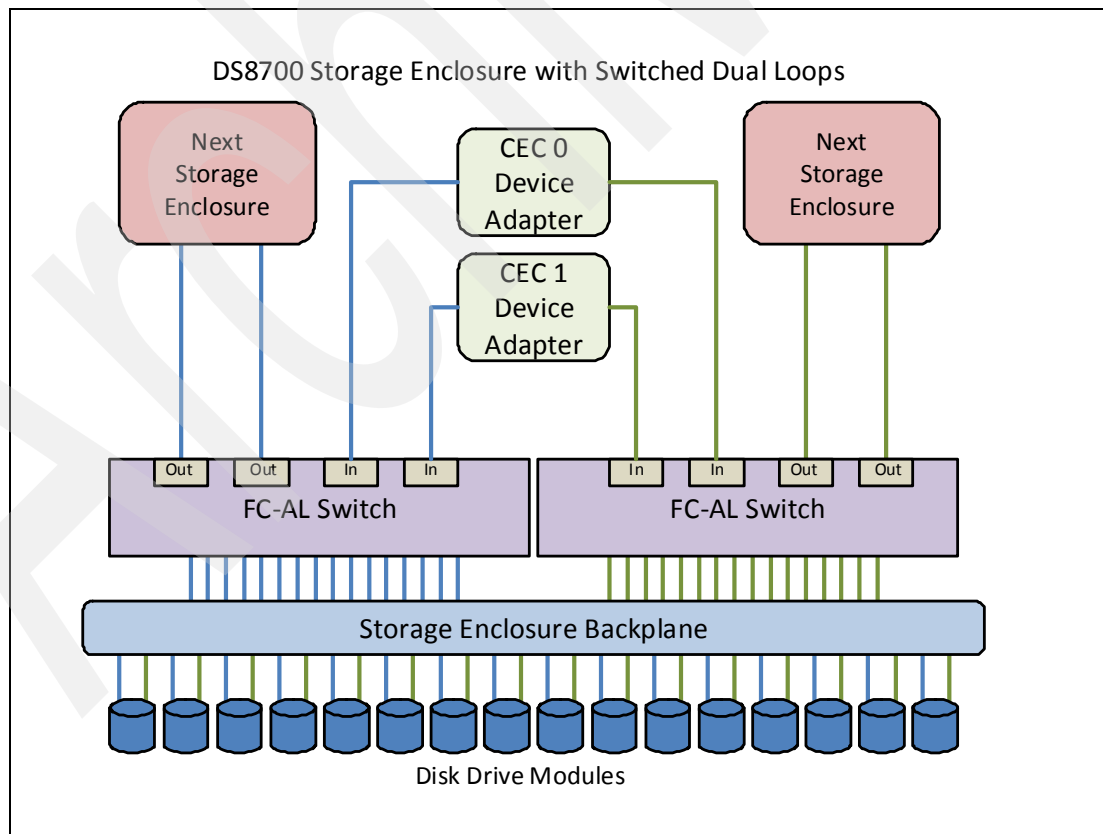 DS8700 Storage Enclosure with Switched Dual Loops
Next
Storage
Enclosure
CEC 0
Device
Adapter
Next
Storage
Enclosure
CEC 1
Device
Adapter
Out
Out
In
In
In
In
Out
Out
FC-AL Switch
FC-AL Switch
Storage Enclosure Backplane
Disk Drive Modules